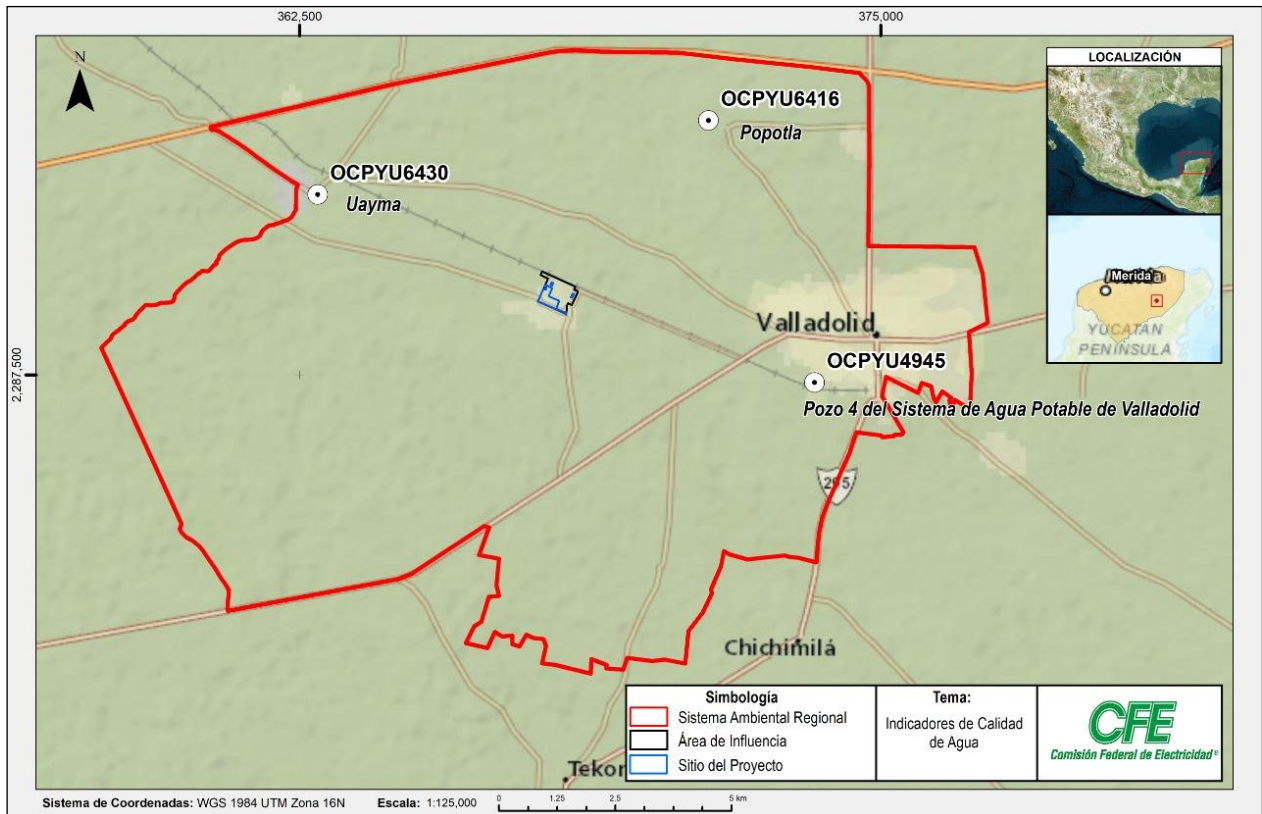 362,500
375,000
2,287,500
N
OCPYU6416
Popotla
OCPYU6430
Uayma
Valladolid
OCPYU4945
Pozo 4 del Sistema de Agua Potable de Valladolid
295
Chichimilá
LOCALIZACIÓN
Merida
YUCATAN
PENINSULA
Simbología
Sistema Ambiental Regional
Área de Influencia
Sitio del Proyecto
Tema:
Indicadores de Calidad
de Agua
CFE
Comisión Federal de Electricidad®
Tekor
Sistema de Coordenadas: WGS 1984 UTM Zona 16N Escala: 1:125,000
0 1.25 2.5 5 km